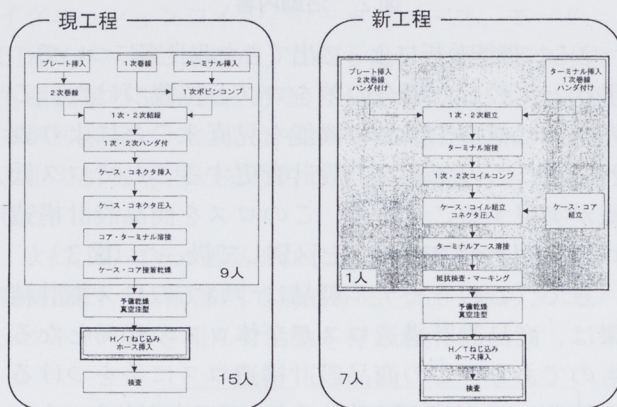 現工程
プレート挿入
1次巻線
ターミナル挿入
2次巻線
1次ボビンコンプ
1次・2次結線
1次・2次ハンダ付
ケース・コネクタ挿入
ケース・コネクタ圧入
コア・ターミナル溶接
ケース・コア接着乾燥
9人
予備乾燥
真空注型
H/Tねじ込み
ホース挿入
検査
15人
新工程
プレート挿入
2次巻線
ハンダ付け
ターミナル挿入
1次巻線
ハンダ付け
1次・2次組立
ターミナル溶接
1次・2次コイルコンプ
ケース・コイル組立
コネクタ圧入
ケース・コア
組立
ターミナルアース溶接
抵抗検査・マーキング
1人
予備乾燥
真空注型
H/Tねじ込み
ホース挿入
検査
7人